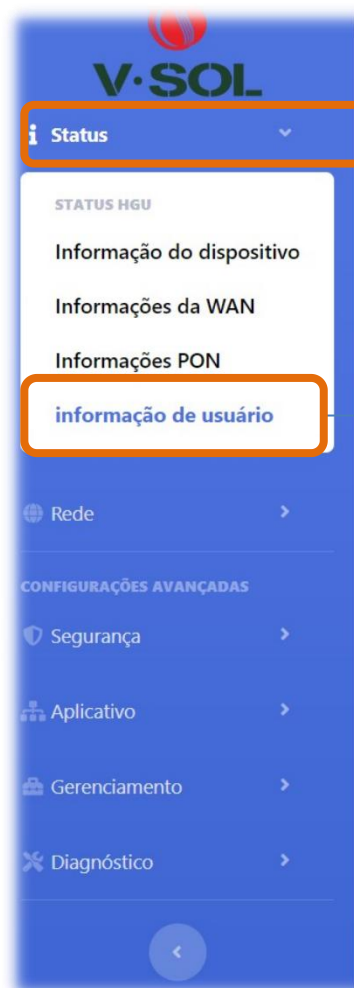 V·SOL
Status
STATUS HGU
Informação do dispositivo
Informações da WAN
Informações PON
informação de usuário
Rede
CONFIGURAÇÕES AVANÇADAS
Segurança
Aplicativo
Gerenciamento
Diagnóstico